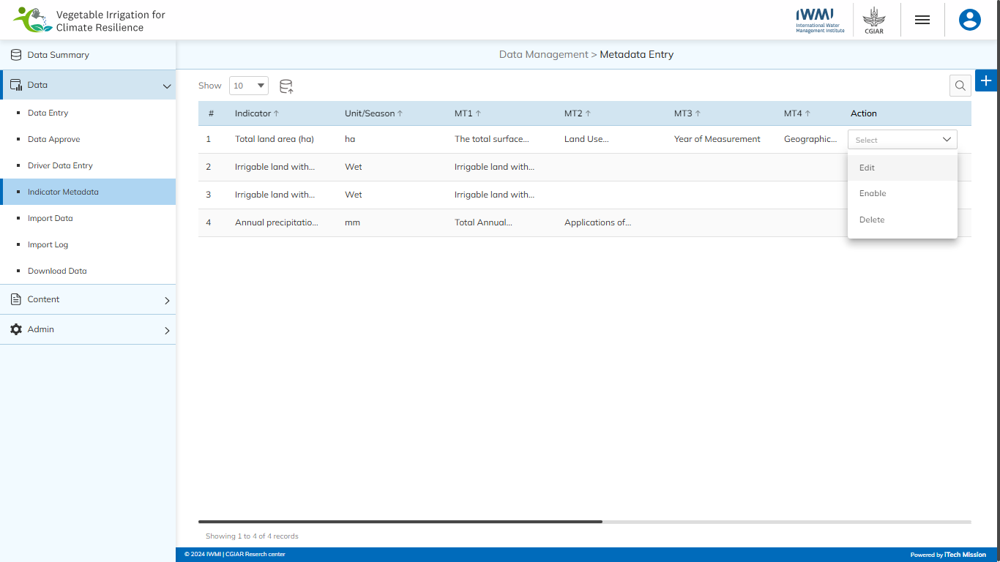 Vegetable Irrigation for
Climate Resilience
IWMI
International Water
Management Institute
CGIAR
Data Summary
Data Management > Metadata Entry
Data
Data Entry
Data Approve
Driver Data Entry
Indicator Metadata
Import Data
Import Log
Download Data
Content
Admin
Show 10
# Indicator Unit/Season MT1 MT2 MT3 MT4 Action
1 Total land area (ha) ha The total surface... Land Use... Year of Measurement Geographic... Select
2 Irrigable land with... Wet Irrigable land with...
3 Irrigable land with... Wet Irrigable land with...
4 Annual precipitatio... mm Total Annual... Applications of...
Edit
Enable
Delete
Showing 1 to 4 of 4 records
© 2024 IWMI | CGIAR Reserch center
Powered by iTech Mission